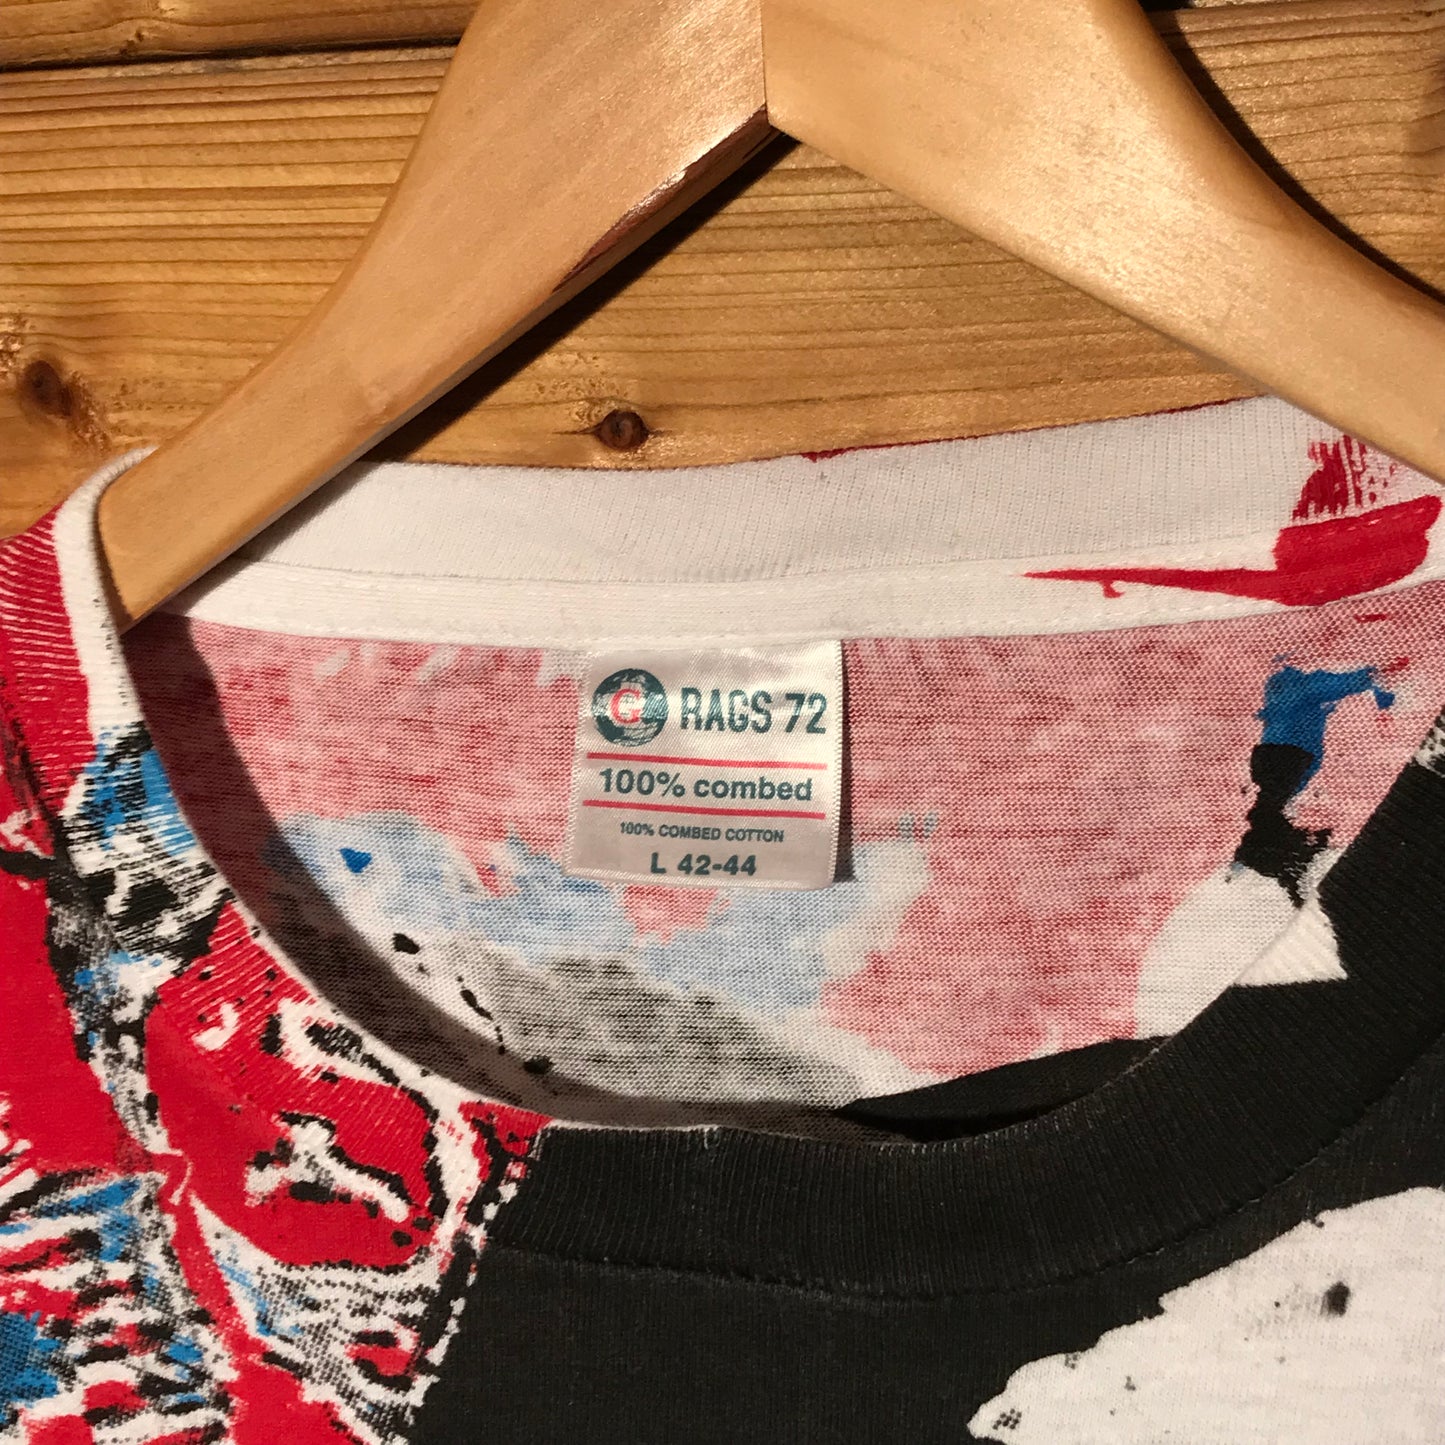 G RAGS 72
100% combed
100% COMBED COTTON
L 42-44